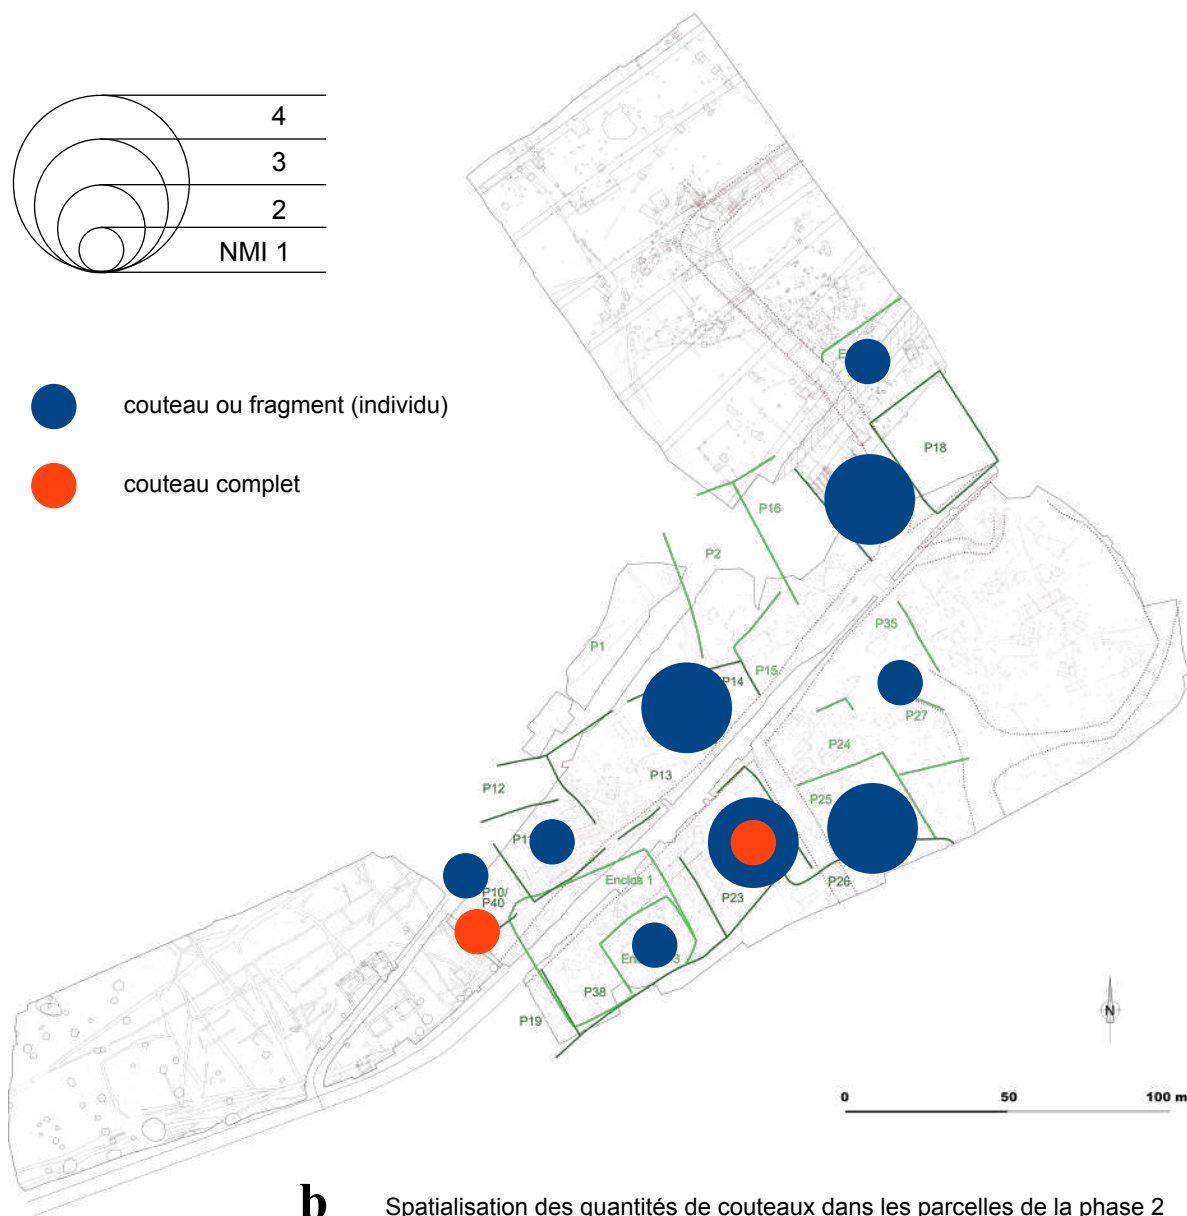 4
3
2
NMI 1
couteau ou fragment (individu)
couteau complet
P18
P16
P2
P35
P1
P15
P14
P27
P24
P13
P12
P25
P26
Enclos 1
P10/
P40
P23
P38
P19
N
0 50 100 m
b Spatialisation des quantités de couteaux dans les parcelles de la phase 2